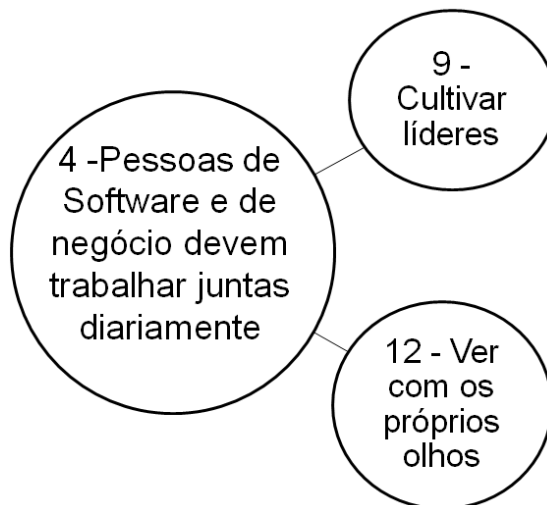 4 -Pessoas de
Software e de
negócio devem
trabalhar juntas
diariamente
9 -
Cultivar
líderes
12 - Ver
com os
próprios
olhos